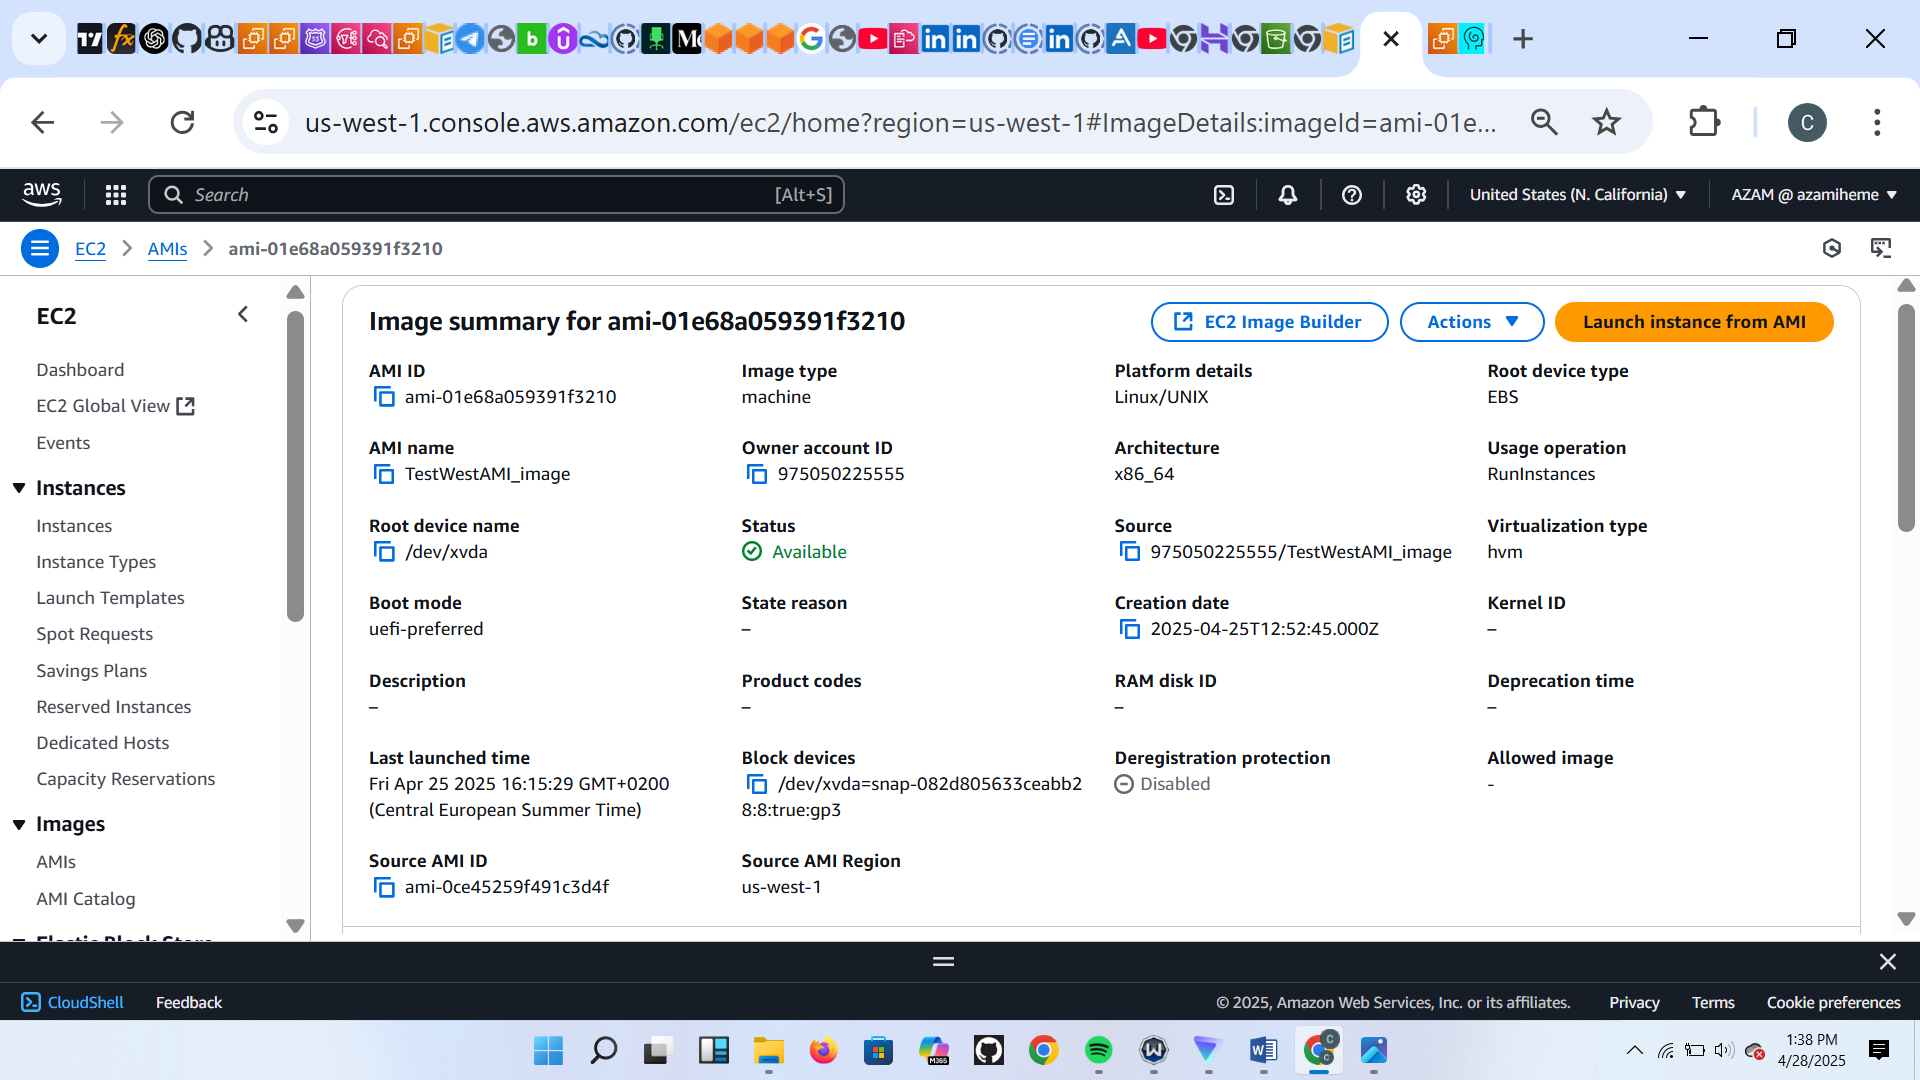 us-west-1.console.aws.amazon.com/ec2/home?region=us-west-1#ImageDetails:imageId=ami-01e...
C
aws
Search
[Alt+S]
United States (N. California)
AZAM @ azamiheme
EC2
AMIs
ami-01e68a059391f3210
EC2
Dashboard
EC2 Global View
Events
Instances
Instances
Instance Types
Launch Templates
Spot Requests
Savings Plans
Reserved Instances
Dedicated Hosts
Capacity Reservations
Images
AMIs
AMI Catalog
Elastic Block Store
Image summary for ami-01e68a059391f3210
EC2 Image Builder
Actions
Launch instance from AMI
AMI ID
ami-01e68a059391f3210
Image type
machine
Platform details
Linux/UNIX
Root device type
EBS
AMI name
TestWestAMI_image
Owner account ID
975050225555
Architecture
x86_64
Usage operation
RunInstances
Root device name
/dev/xvda
Status
Available
Source
975050225555/TestWestAMI_image
Virtualization type
hvm
Boot mode
uefi-preferred
State reason
–
Creation date
2025-04-25T12:52:45.000Z
Kernel ID
–
Description
–
Product codes
–
RAM disk ID
–
Deprecation time
–
Last launched time
Fri Apr 25 2025 16:15:29 GMT+0200
(Central European Summer Time)
Block devices
/dev/xvda=snap-082d805633ceabb2
8:8:true:gp3
Deregistration protection
Disabled
Allowed image
-
Source AMI ID
ami-0ce45259f491c3d4f
Source AMI Region
us-west-1
CloudShell
Feedback
© 2025, Amazon Web Services, Inc. or its affiliates.
Privacy
Terms
Cookie preferences
1:38 PM
4/28/2025